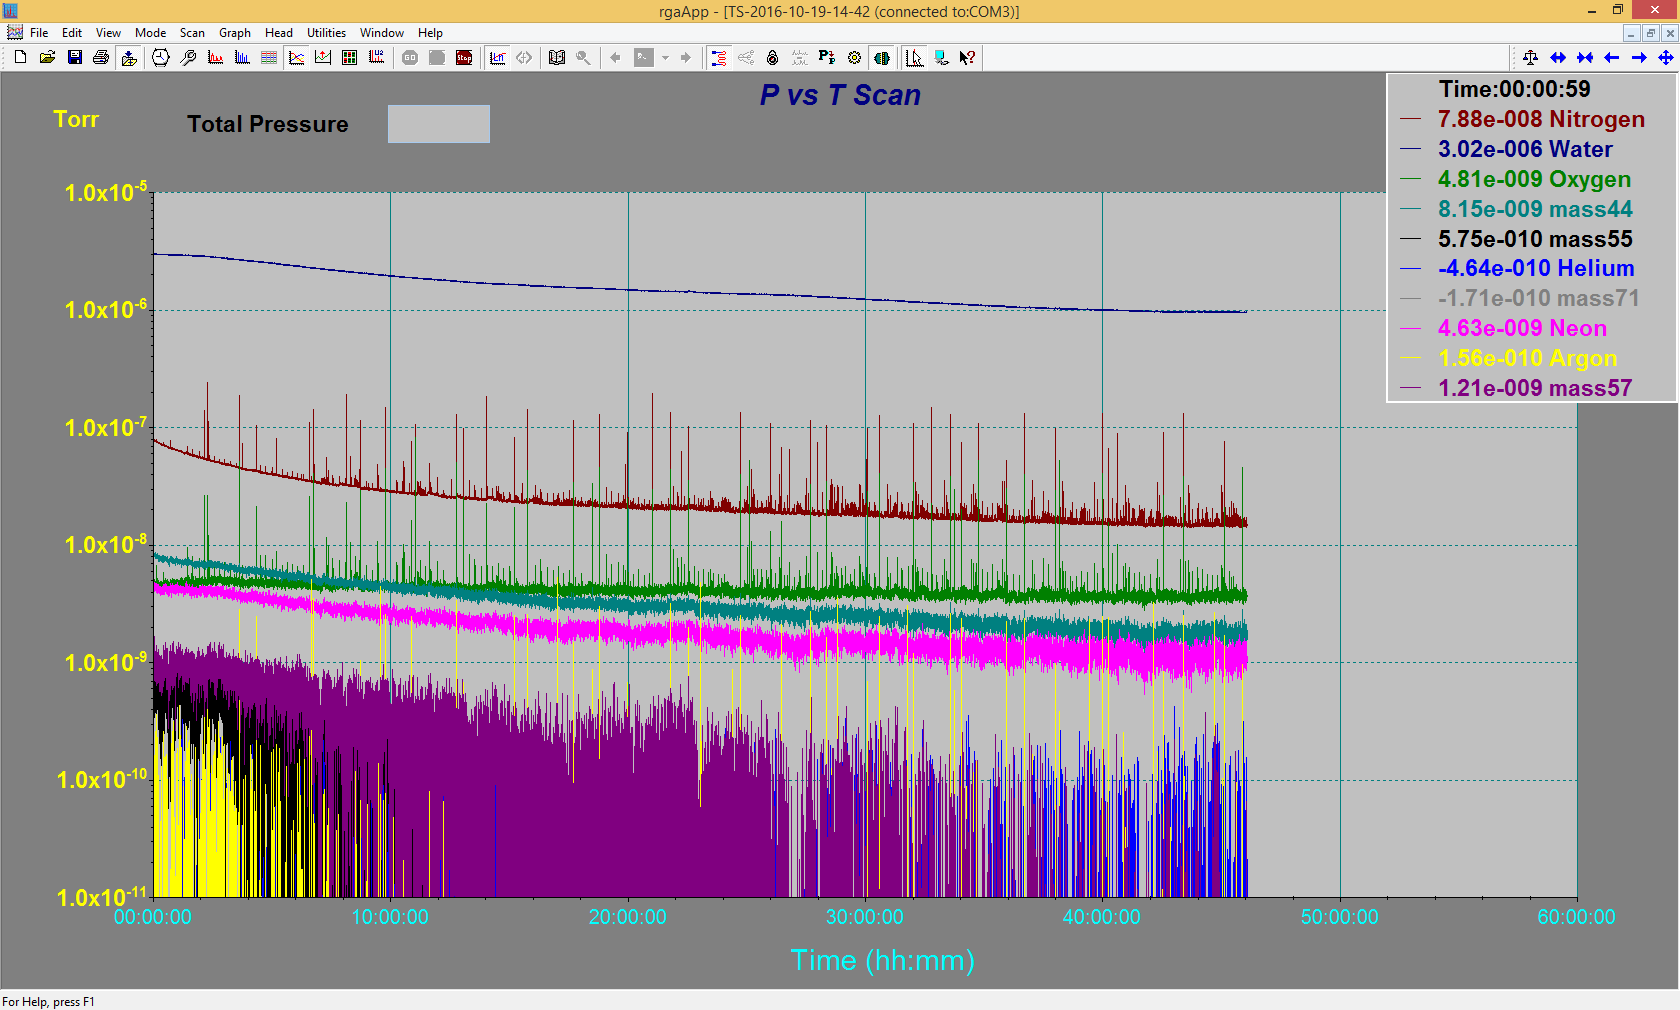 rgaApp - [TS-2016-10-19-14-42 (connected to:COM3)]
File Edit View Mode Scan Graph Head Utilities Window Help
GO Stop
P vs T Scan
Torr
Total Pressure
Time:00:00:59
7.88e-008 Nitrogen
3.02e-006 Water
4.81e-009 Oxygen
8.15e-009 mass44
5.75e-010 mass55
-4.64e-010 Helium
-1.71e-010 mass71
4.63e-009 Neon
1.56e-010 Argon
1.21e-009 mass57
1.0x10-5
1.0x10-6
1.0x10-7
1.0x10-8
1.0x10-9
1.0x10-10
1.0x10-11
00:00:00 10:00:00 20:00:00 30:00:00 40:00:00 50:00:00 60:00:00
Time (hh:mm)
For Help, press F1